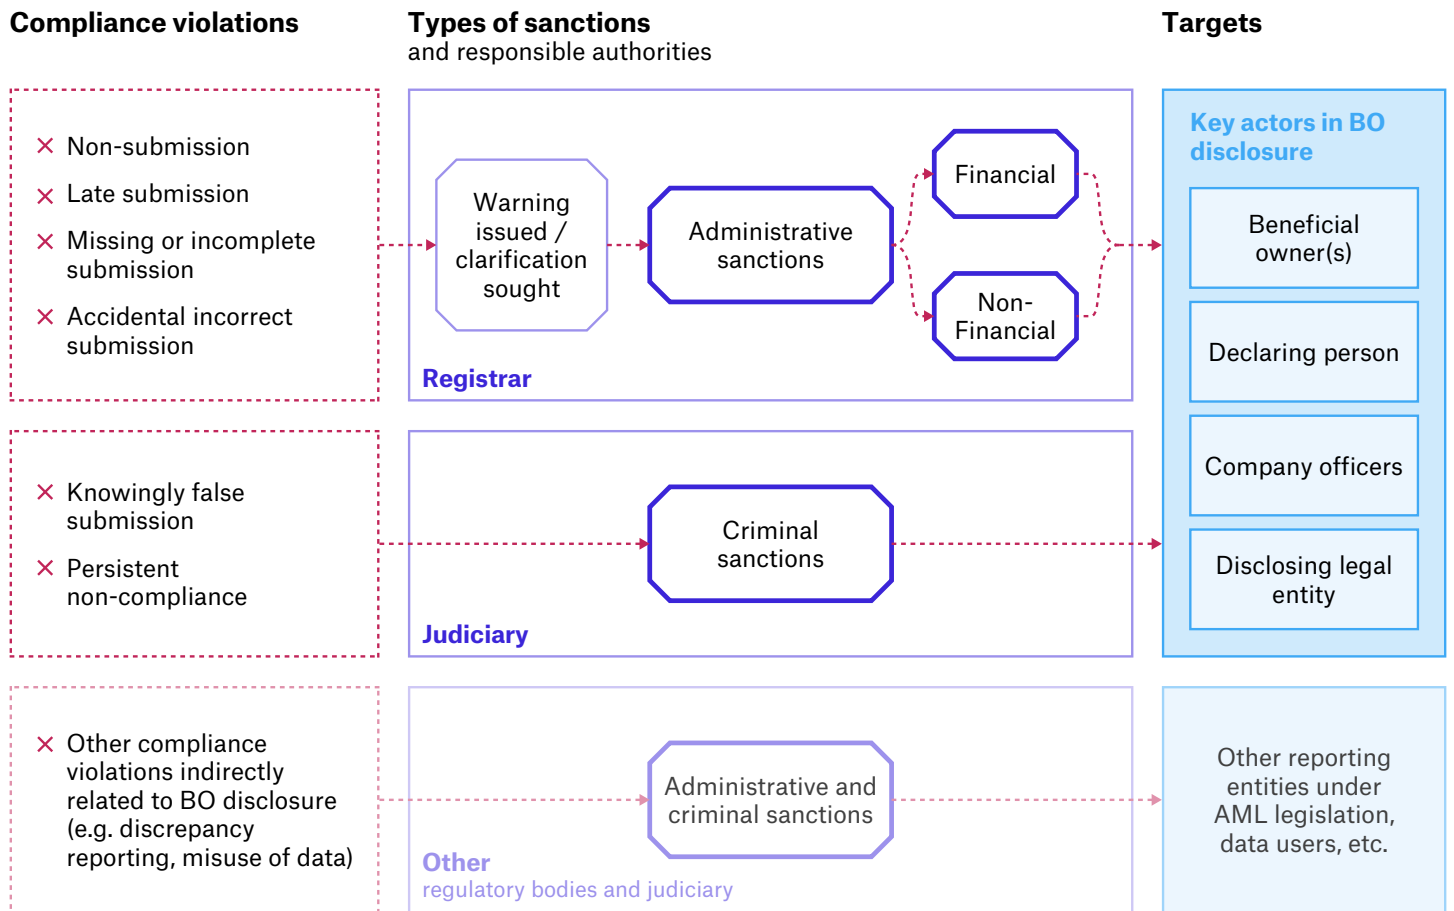 Compliance violations
Types of sanctions
and responsible authorities
Targets
Non-submission
Late submission
Missing or incomplete
submission
Accidental incorrect
submission
Warning
issued /
clarification
sought
Administrative
sanctions
Financial
Non-
Financial
Registrar
Key actors in BO
disclosure
Beneficial
owner(s)
Declaring person
Company officers
Disclosing legal
entity
Knowingly false
submission
Persistent
non-compliance
Criminal
sanctions
Judiciary
Other compliance
violations indirectly
related to BO disclosure
(e.g. discrepancy
reporting, misuse of data)
Administrative and
criminal sanctions
Other
regulatory bodies and judiciary
Other reporting
entities under
AML legislation,
data users, etc.